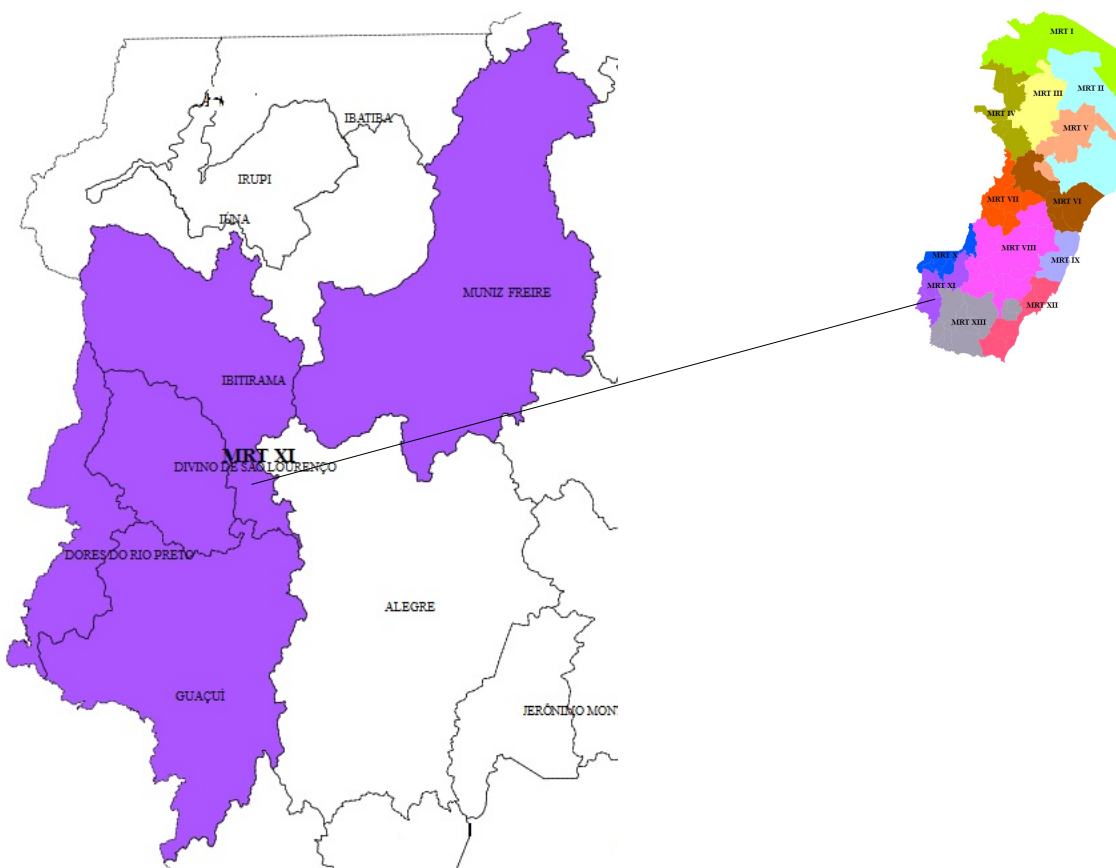 IBATIBA
IRUPI
IÚNA
MUNIZ FREIRE
IBITIRAMA
MRT XI
DIVINO DE SÃO LOURENÇO
DORES DO RIO PRETO
ALEGRE
GUAÇUÍ
JERÔNIMO MONT
MRT I
MRT II
MRT III
MRT IV
MRT V
MRT VI
MRT VII
MRT VIII
MRT IX
MRT X
MRT XI
MRT XII
MRT XIII